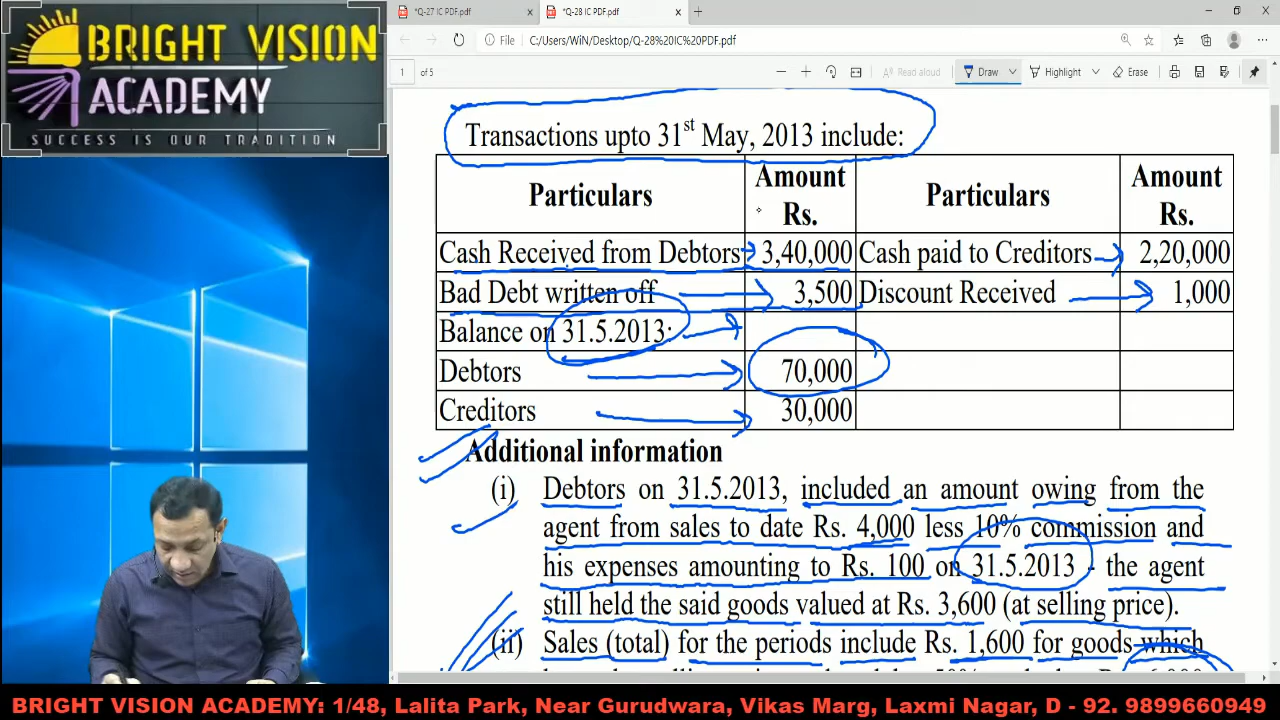 BRIGHT VISION
ACADEMY
SUCCESS IS OUR TRADITION
*Q-27 IC PDF.pdf
*Q-28 IC PDF.pdf
File C:/Users/WiN/Desktop/Q-28%20IC%20PDF.pdf
1 of 5 Read aloud Draw Highlight Erase
Transactions upto 31st May, 2013 include:
Particulars Amount Rs. Particulars Amount Rs.
Cash Received from Debtors 3,40,000 Cash paid to Creditors 2,20,000
Bad Debt written off 3,500 Discount Received 1,000
Balance on 31.5.2013:
Debtors 70,000
Creditors 30,000
Additional information
(i) Debtors on 31.5.2013, included an amount owing from the
agent from sales to date Rs. 4,000 less 10% commission and
his expenses amounting to Rs. 100 on 31.5.2013 - the agent
still held the said goods valued at Rs. 3,600 (at selling price).
(ii) Sales (total) for the periods include Rs. 1,600 for goods which
BRIGHT VISION ACADEMY: 1/48, Lalita Park, Near Gurudwara, Vikas Marg, Laxmi Nagar, D - 92. 9899660949